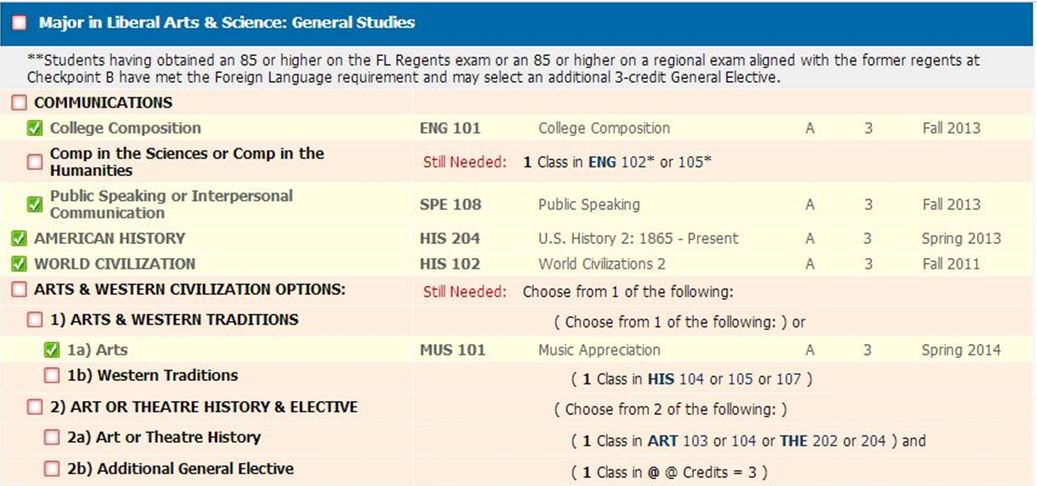 Major in Liberal Arts & Science: General Studies
**Students having obtained an 85 or higher on the FL Regents exam or an 85 or higher on a regional exam aligned with the former regents at
Checkpoint B have met the Foreign Language requirement and may select an additional 3-credit General Elective.
COMMUNICATIONS
College Composition ENG 101 College Composition A 3 Fall 2013
Comp in the Sciences or Comp in the
Humanities Still Needed: 1 Class in ENG 102* or 105*
Public Speaking or Interpersonal
Communication SPE 108 Public Speaking A 3 Fall 2013
AMERICAN HISTORY HIS 204 U.S. History 2: 1865 - Present A 3 Spring 2013
WORLD CIVILIZATION HIS 102 World Civilizations 2 A 3 Fall 2011
ARTS & WESTERN CIVILIZATION OPTIONS: Still Needed: Choose from 1 of the following:
1) ARTS & WESTERN TRADITIONS ( Choose from 1 of the following: ) or
1a) Arts MUS 101 Music Appreciation A 3 Spring 2014
1b) Western Traditions ( 1 Class in HIS 104 or 105 or 107 )
2) ART OR THEATRE HISTORY & ELECTIVE ( Choose from 2 of the following: )
2a) Art or Theatre History ( 1 Class in ART 103 or 104 or THE 202 or 204 ) and
2b) Additional General Elective ( 1 Class in @ @ Credits = 3 )